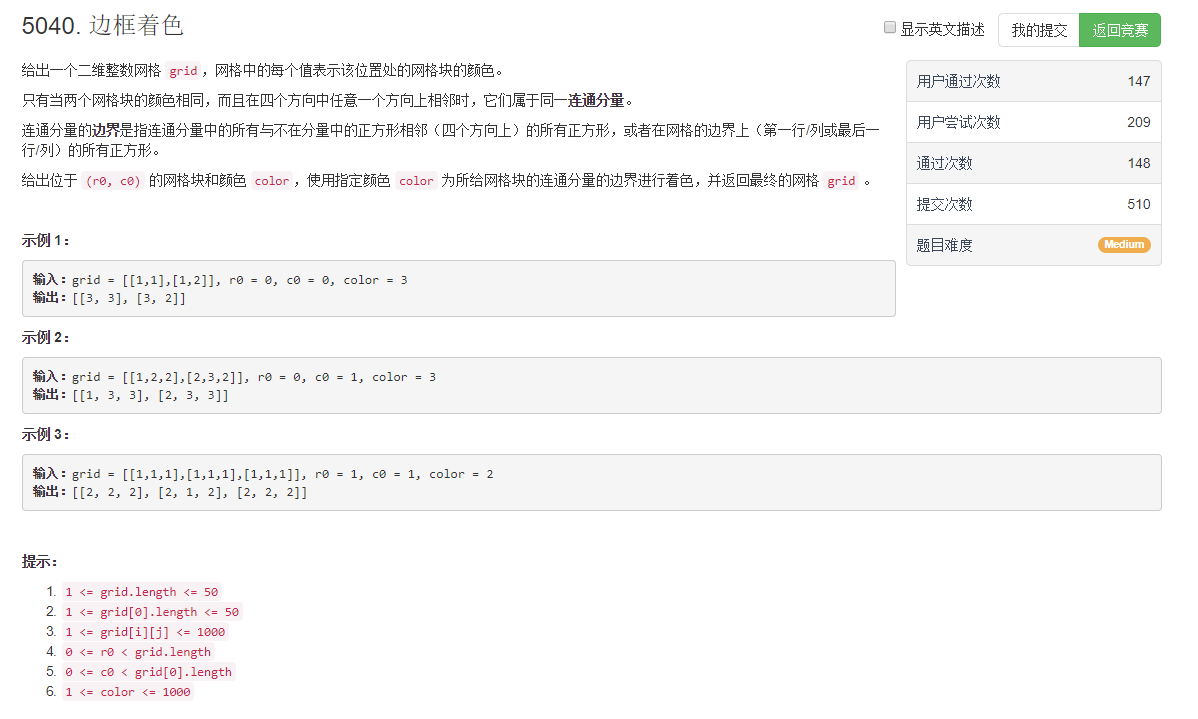 5040. 边框着色
显示英文描述
我的提交
返回竞赛
给出一个二维整数网格 grid，网格中的每个值表示该位置处的网格块的颜色。
只有当两个网格块的颜色相同，而且在四个方向中任意一个方向上相邻时，它们属于同一连通分量。
连通分量的边界是指连通分量中的所有与不在分量中的正方形相邻（四个方向上）的所有正方形，或者在网格的边界上（第一行/列或最后一
行/列）的所有正方形。
给出位于 (r0, c0) 的网格块和颜色 color，使用指定颜色 color 为所给网格块的连通分量的边界进行着色，并返回最终的网格 grid 。
用户通过次数 147
用户尝试次数 209
通过次数 148
提交次数 510
题目难度 Medium
示例 1：
输入：grid = [[1,1],[1,2]], r0 = 0, c0 = 0, color = 3
输出：[[3, 3], [3, 2]]
示例 2：
输入：grid = [[1,2,2],[2,3,2]], r0 = 0, c0 = 1, color = 3
输出：[[1, 3, 3], [2, 3, 3]]
示例 3：
输入：grid = [[1,1,1],[1,1,1],[1,1,1]], r0 = 1, c0 = 1, color = 2
输出：[[2, 2, 2], [2, 1, 2], [2, 2, 2]]
提示：
1. 1 <= grid.length <= 50
2. 1 <= grid[0].length <= 50
3. 1 <= grid[i][j] <= 1000
4. 0 <= r0 < grid.length
5. 0 <= c0 < grid[0].length
6. 1 <= color <= 1000